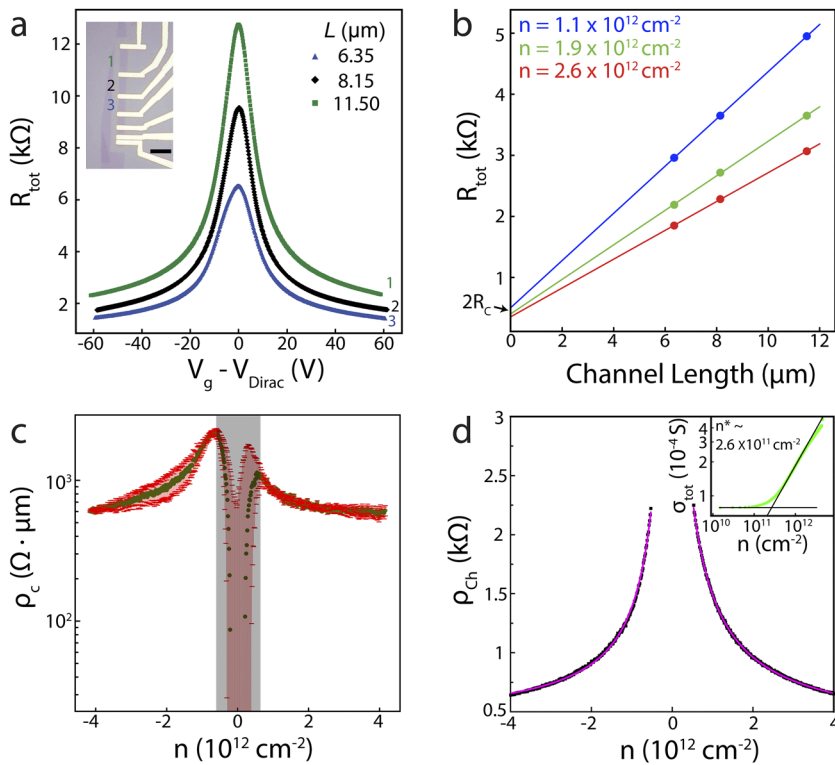 a
R_tot (kΩ)
12
10
8
6
4
2
1
2
3
L (μm)
6.35
8.15
11.50
1
2
3
-60 -40 -20 0 20 40 60
V_g - V_Dirac (V)
b
R_tot (kΩ)
5
4
3
2
1
2R_c
n = 1.1 x 10^12 cm^-2
n = 1.9 x 10^12 cm^-2
n = 2.6 x 10^12 cm^-2
0 2 4 6 8 10 12
Channel Length (μm)
c
ρ_c (Ω · μm)
10^3
10^2
-4 -2 0 2 4
n (10^12 cm^-2)
d
ρ_Ch (kΩ)
3
2.5
2
1.5
1
0.5
σ_tot (10^-4 S)
4
3
2
1
n* ~
2.6 x10^11 cm^-2
10^10 10^11 10^12
n (cm^-2)
-4 -2 0 2 4
n (10^12 cm^-2)